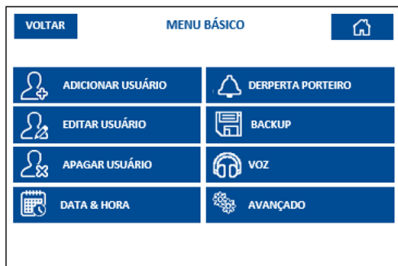 VOLTAR
MENU BÁSICO
ADICIONAR USUÁRIO
DERPERTA PORTEIRO
EDITAR USUÁRIO
BACKUP
APAGAR USUÁRIO
VOZ
DATA & HORA
AVANÇADO